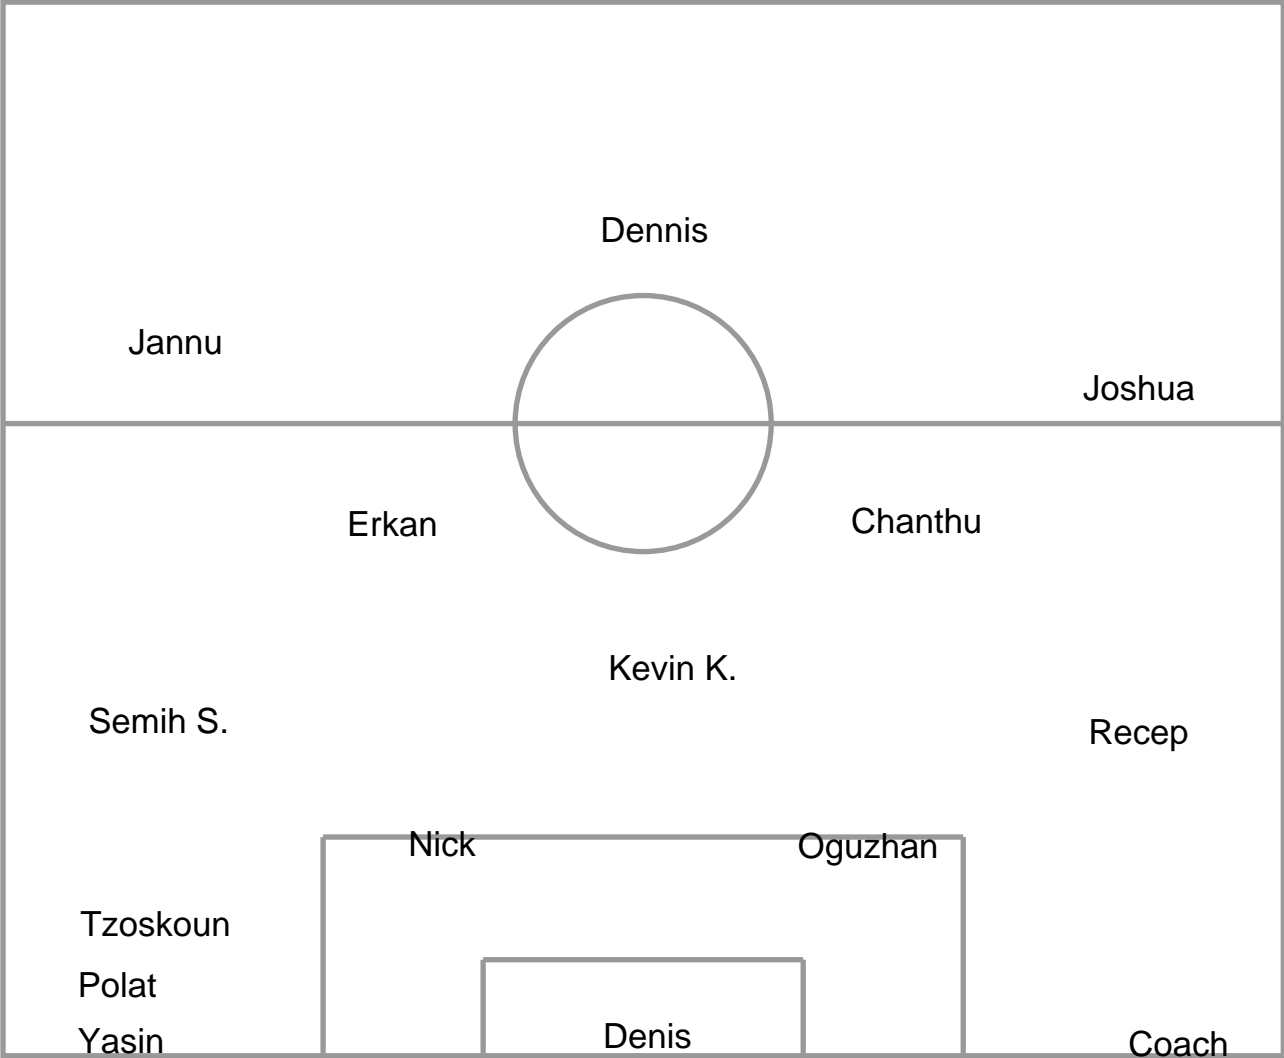 Dennis
Jannu
Joshua
Erkan
Chanthu
Kevin K.
Semih S.
Recep
Nick
Oguzhan
Tzoskoun
Polat
Yasin
Denis
Coach